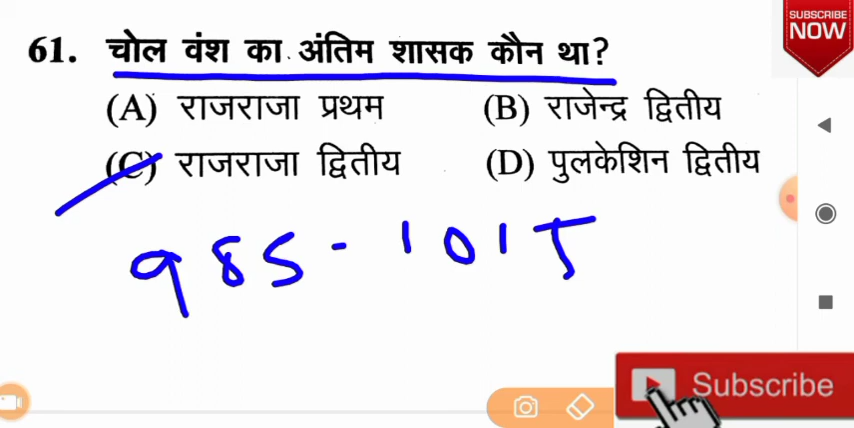 SUBSCRIBE
NOW
61. चोल वंश का अंतिम शासक कौन था?
(A) राजराजा प्रथम (B) राजेन्द्र द्वितीय
(C) राजराजा द्वितीय (D) पुलकेशिन द्वितीय
985 - 1015
Subscribe